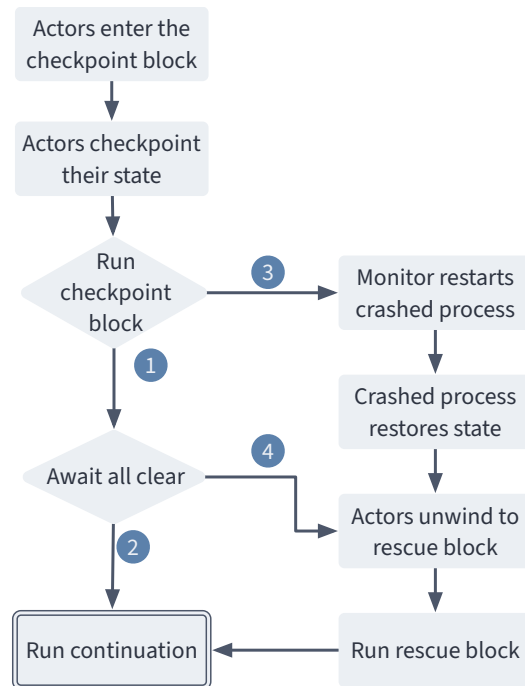 Actors enter the
checkpoint block
Actors checkpoint
their state
Run
checkpoint
block
3
Monitor restarts
crashed process
1
Crashed process
restores state
Await all clear
4
Actors unwind to
rescue block
2
Run continuation
Run rescue block